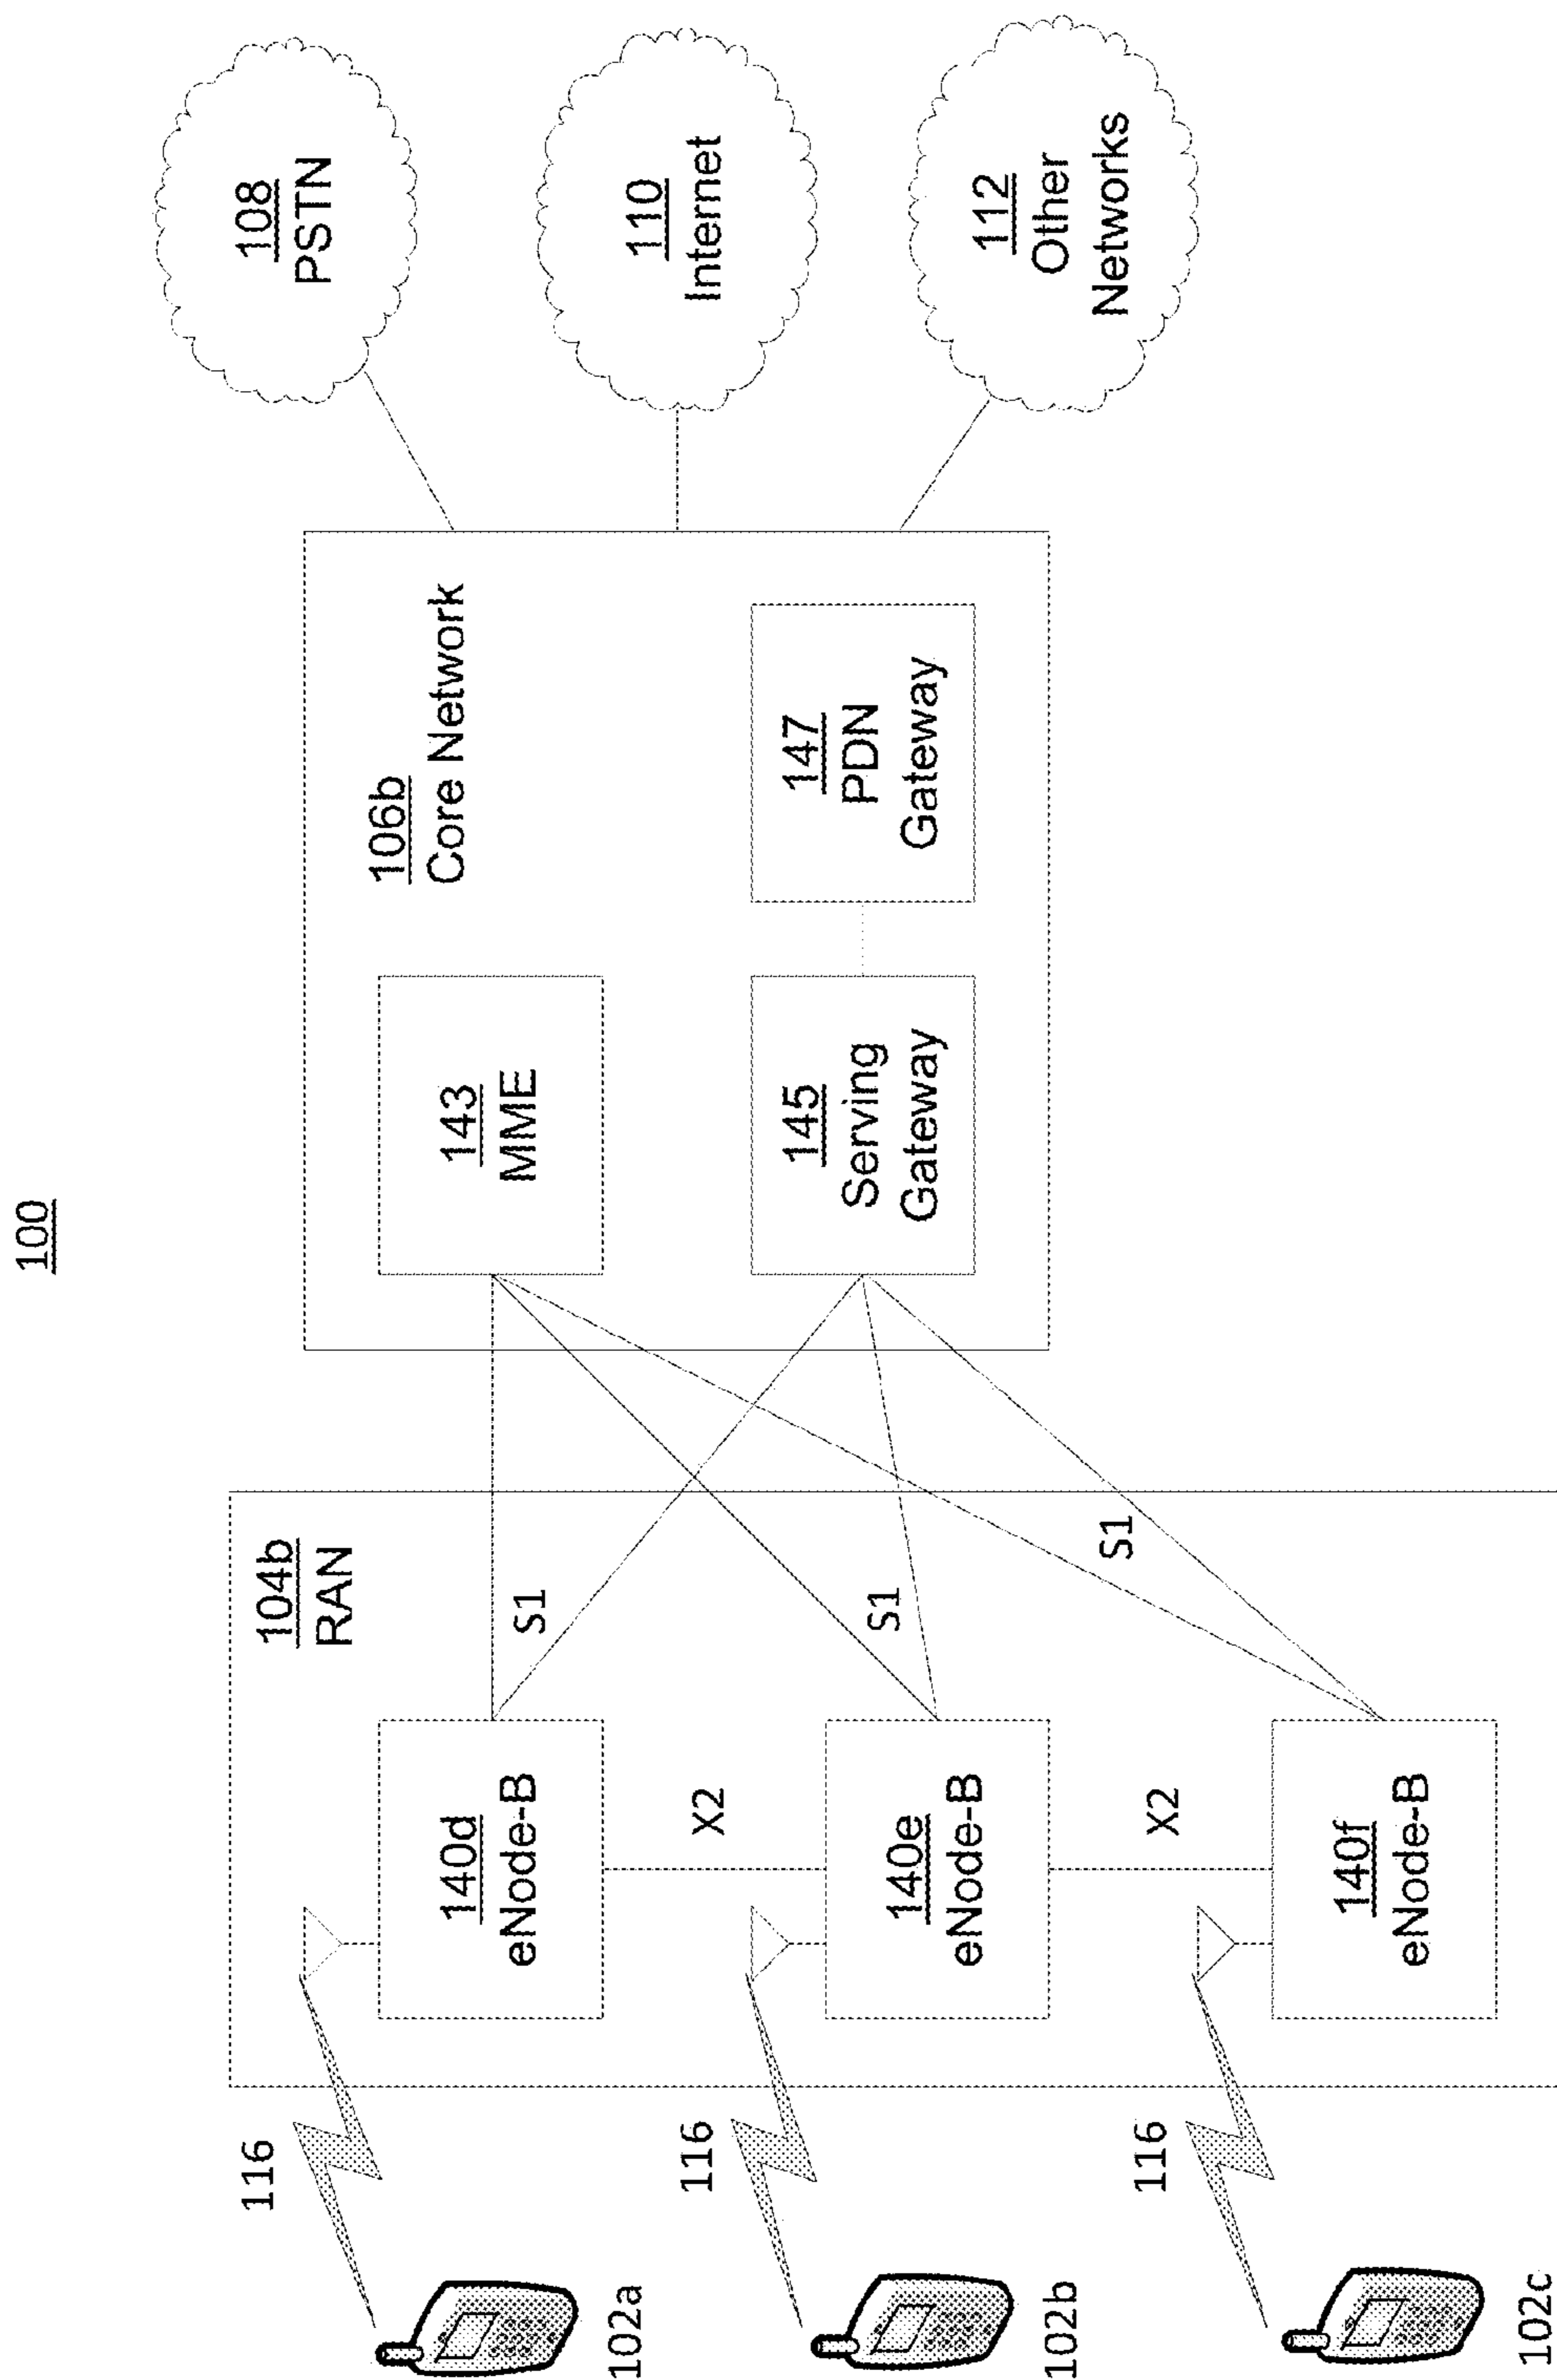 100
102a
116
102b
116
102c
116
104b
RAN
140d
eNode-B
X2
140e
eNode-B
X2
140f
eNode-B
S1
S1
S1
106b
Core Network
143
MME
145
Serving
Gateway
147
PDN
Gateway
108
PSTN
110
Internet
112
Other
Networks